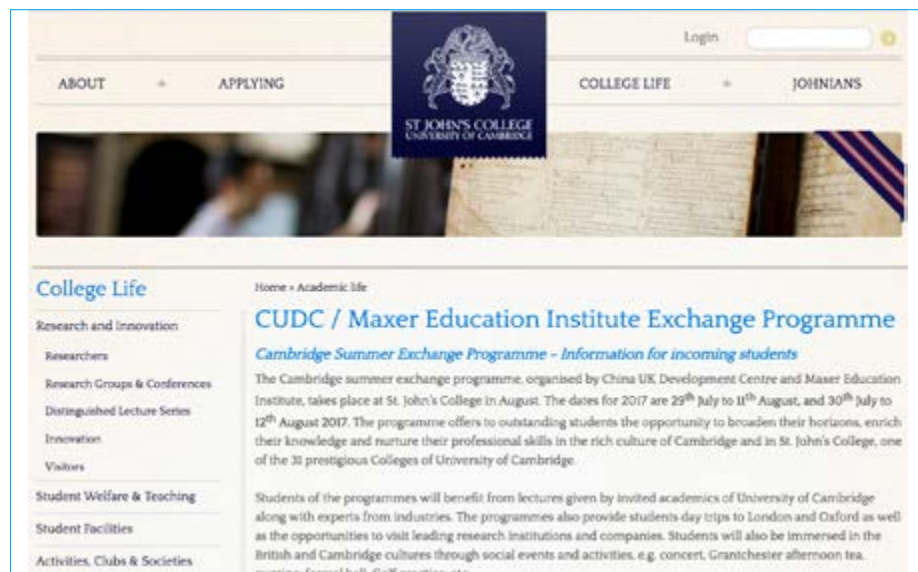 Login
ABOUT
APPLYING
ST JOHN'S COLLEGE
UNIVERSITY OF CAMBRIDGE
COLLEGE LIFE
JOHNIANS
College Life
Research and Innovation
Researchers
Research Groups & Conferences
Distinguished Lecture Series
Innovation
Visitors
Student Welfare & Teaching
Student Facilities
Activities, Clubs & Societies
Home » Academic life
CUDC / Maxer Education Institute Exchange Programme
Cambridge Summer Exchange Programme – Information for incoming students
The Cambridge summer exchange programme, organised by China UK Development Centre and Maxer Education
Institute, takes place at St. John's College in August. The dates for 2017 are 29th July to 11th August, and 30th July to
12th August 2017. The programme offers to outstanding students the opportunity to broaden their horizons, enrich
their knowledge and nurture their professional skills in the rich culture of Cambridge and in St. John's College, one
of the 31 prestigious Colleges of University of Cambridge.
Students of the programmes will benefit from lectures given by invited academics of University of Cambridge
along with experts from industries. The programmes also provide students day trips to London and Oxford as well
as the opportunities to visit leading research institutions and companies. Students will also be immersed in the
British and Cambridge cultures through social events and activities, e.g. concert, Grantchester afternoon tea,